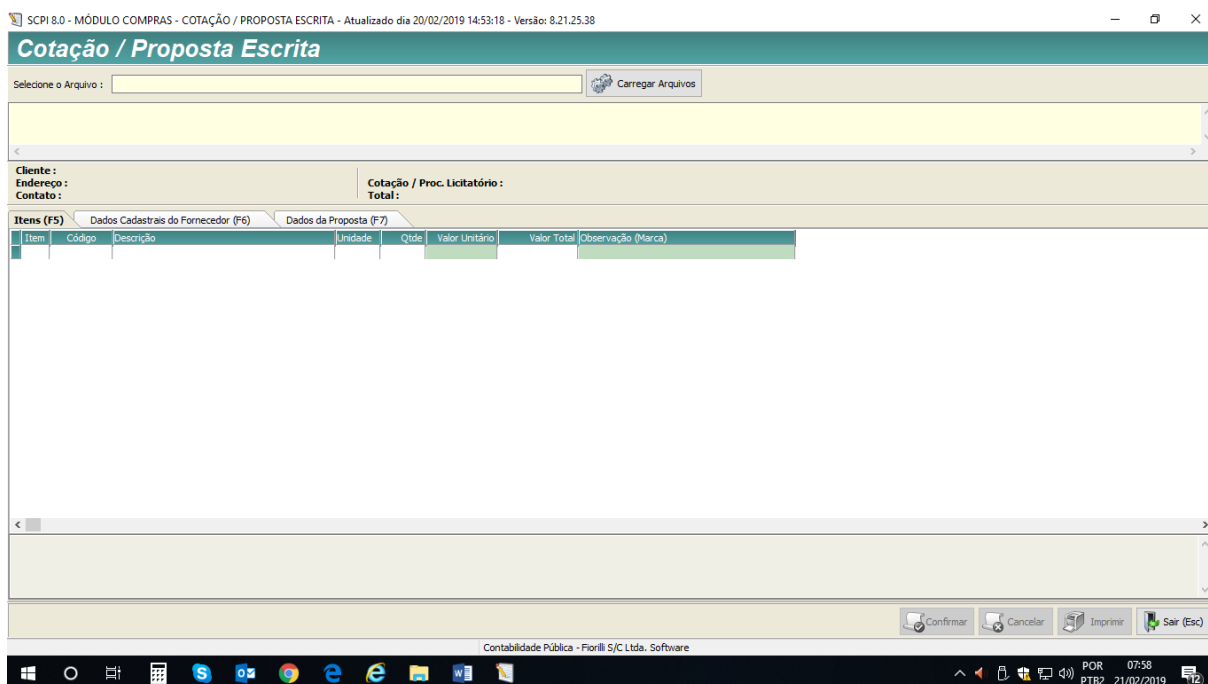 SCPI 8.0 - MÓDULO COMPRAS - COTAÇÃO / PROPOSTA ESCRITA - Atualizado dia 20/02/2019 14:53:18 - Versão: 8.21.25.38
Cotação / Proposta Escrita
Selecione o Arquivo :
Carregar Arquivos
Cliente :
Endereço :
Cotação / Proc. Licitatório :
Contato :
Total :
Itens (F5) Dados Cadastrais do Fornecedor (F6) Dados da Proposta (F7)
Item Código Descrição Unidade Qtde Valor Unitário Valor Total Observação (Marca)
Confirmar Cancelar Imprimir Sair (Esc)
Contabilidade Pública - Fiorilli S/C Ltda. Software
POR 07:58
PTB2 21/02/2019 12